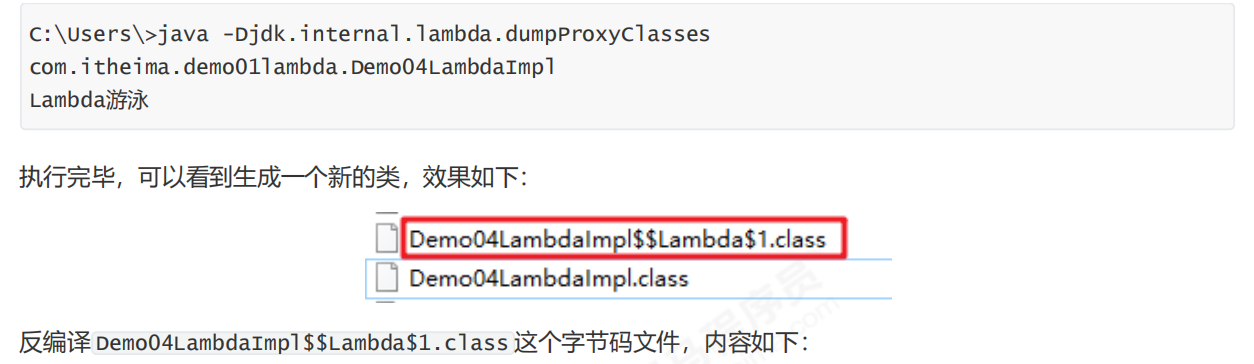 C:\Users\>java -Djdk.internal.lambda.dumpProxyClasses
com.itheima.demo01lambda.Demo04LambdaImpl
Lambda游泳
执行完毕，可以看到生成一个新的类，效果如下：
Demo04LambdaImpl$$Lambda$1.class
Demo04LambdaImpl.class
反编译Demo04LambdaImpl$$Lambda$1.class这个字节码文件，内容如下：
程序员